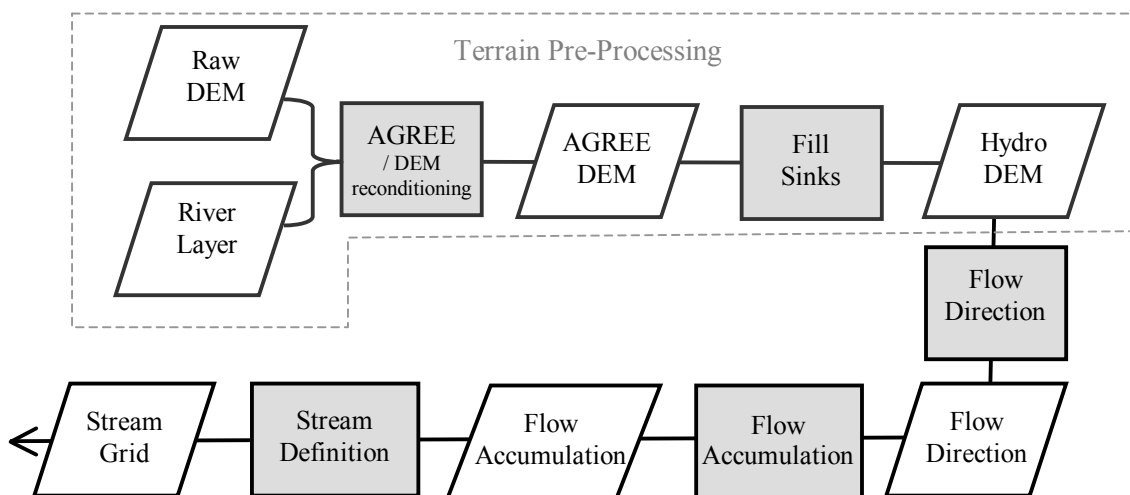 Terrain Pre-Processing
Raw
DEM
River
Layer
AGREE
/ DEM
reconditioning
AGREE
DEM
Fill
Sinks
Hydro
DEM
Flow
Direction
Flow
Direction
Flow
Accumulation
Flow
Accumulation
Stream
Definition
Stream
Grid